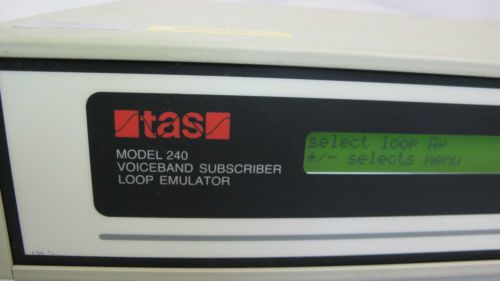 tas
MODEL 240
VOICEBAND SUBSCRIBER
LOOP EMULATOR
select loop A
+/- selects menu